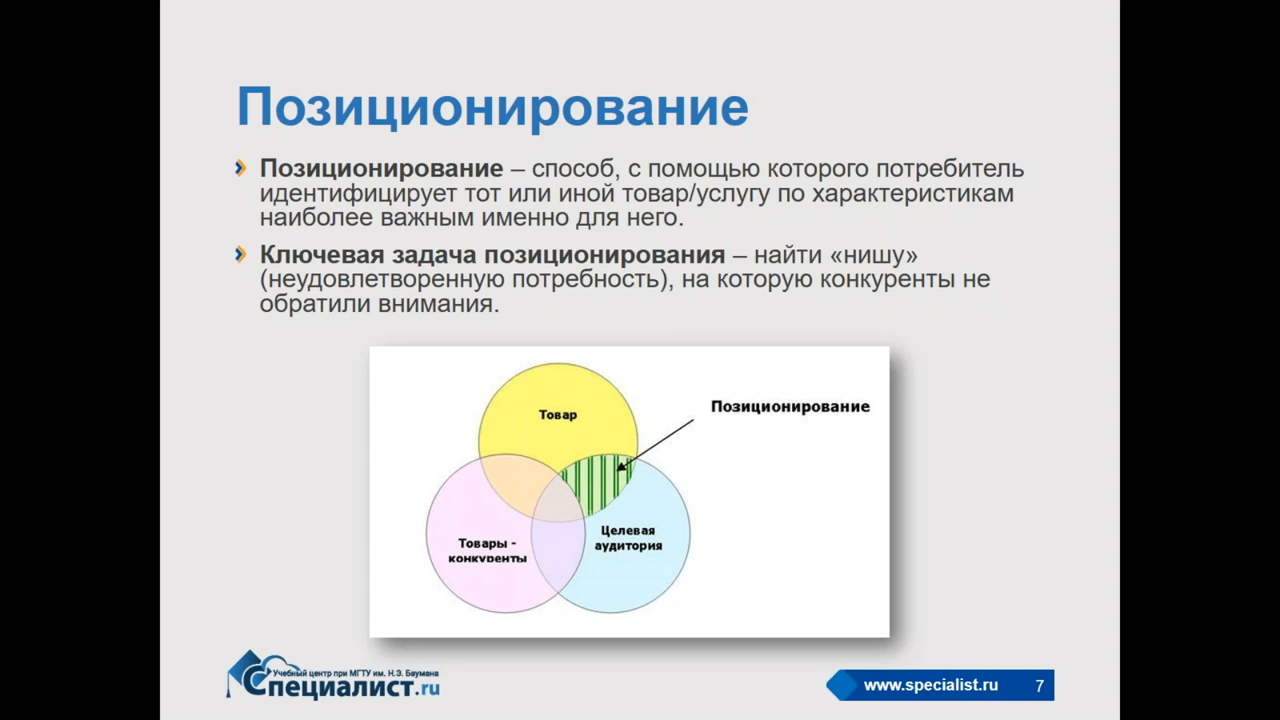 Позиционирование
Позиционирование – способ, с помощью которого потребитель
идентифицирует тот или иной товар/услугу по характеристикам
наиболее важным именно для него.
Ключевая задача позиционирования – найти «нишу»
(неудовлетворенную потребность), на которую конкуренты не
обратили внимания.
Товар
Позиционирование
Товары -
конкуренты
Целевая
аудитория
Учебный центр при МГТУ им. Н.Э. Баумана
Специалист.ru
www.specialist.ru
7